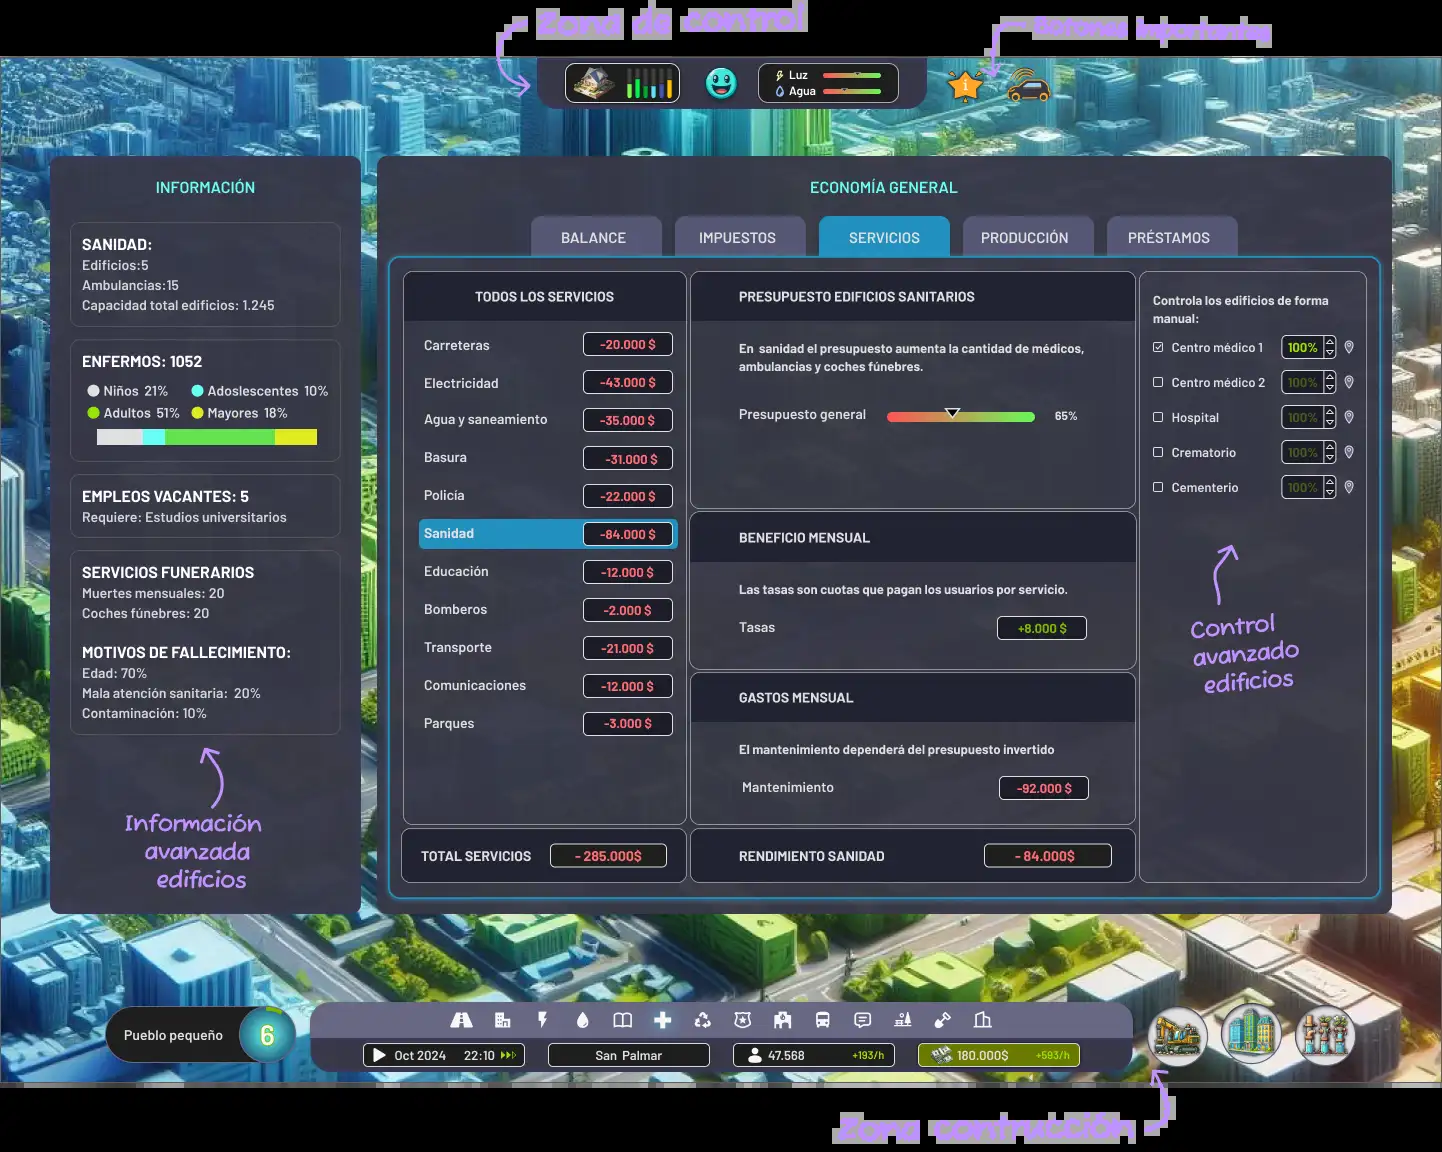 Zona de control
Botones importantes
Luz
Agua
INFORMACIÓN
SANIDAD:
Edificios:5
Ambulancias:15
Capacidad total edificios: 1.245
ENFERMOS: 1052
Niños 21%
Adoslescentes 10%
Adultos 51%
Mayores 18%
EMPLEOS VACANTES: 5
Requiere: Estudios universitarios
SERVICIOS FUNERARIOS
Muertes mensuales: 20
Coches fúnebres: 20
MOTIVOS DE FALLECIMIENTO:
Edad: 70%
Mala atención sanitaria: 20%
Contaminación: 10%
Información
avanzada
edificios
ECONOMÍA GENERAL
BALANCE
IMPUESTOS
SERVICIOS
PRODUCCIÓN
PRÉSTAMOS
TODOS LOS SERVICIOS
Carreteras -20.000 $
Electricidad -43.000 $
Agua y saneamiento -35.000 $
Basura -31.000 $
Policía -22.000 $
Sanidad -84.000 $
Educación -12.000 $
Bomberos -2.000 $
Transporte -21.000 $
Comunicaciones -12.000 $
Parques -3.000 $
TOTAL SERVICIOS - 285.000$
PRESUPUESTO EDIFICIOS SANITARIOS
En sanidad el presupuesto aumenta la cantidad de médicos,
ambulancias y coches fúnebres.
Presupuesto general 65%
BENEFICIO MENSUAL
Las tasas son cuotas que pagan los usuarios por servicio.
Tasas +8.000 $
GASTOS MENSUAL
El mantenimiento dependerá del presupuesto invertido
Mantenimiento -92.000 $
RENDIMIENTO SANIDAD - 84.000$
Controla los edificios de forma
manual:
Centro médico 1 100%
Centro médico 2 100%
Hospital 100%
Crematorio 100%
Cementerio 100%
Control
avanzado
edificios
Pueblo pequeño 6
Oct 2024 22:10
San Palmar
47.568 +193/h
180.000$ +593/h
Zona contrucción